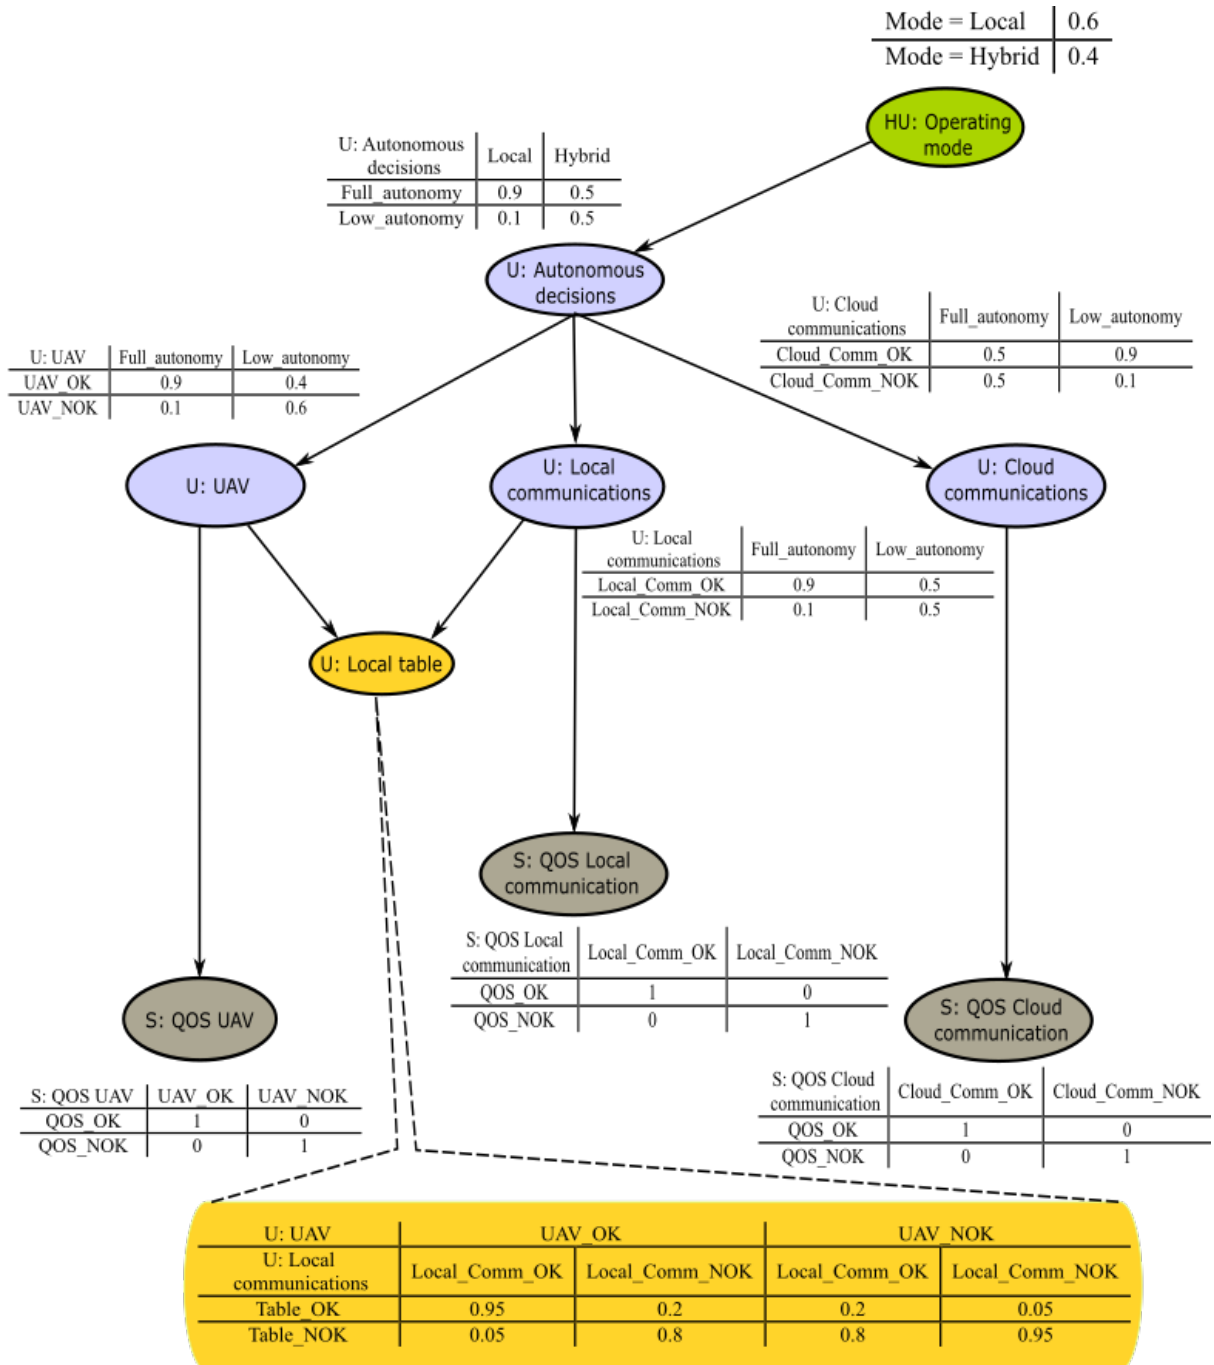 Mode = Local 0.6
Mode = Hybrid 0.4
HU: Operating
mode
U: Autonomous
decisions Local Hybrid
Full_autonomy 0.9 0.5
Low_autonomy 0.1 0.5
U: Autonomous
decisions
U: Cloud
communications Full_autonomy Low_autonomy
Cloud_Comm_OK 0.5 0.9
Cloud_Comm_NOK 0.5 0.1
U: UAV Full_autonomy Low_autonomy
UAV_OK 0.9 0.4
UAV_NOK 0.1 0.6
U: UAV
U: Local
communications
U: Cloud
communications
U: Local
communications Full_autonomy Low_autonomy
Local_Comm_OK 0.9 0.5
Local_Comm_NOK 0.1 0.5
U: Local table
S: QOS Local
communication
S: QOS Local
communication Local_Comm_OK Local_Comm_NOK
QOS_OK 1 0
QOS_NOK 0 1
S: QOS UAV
S: QOS Cloud
communication
S: QOS UAV UAV_OK UAV_NOK
QOS_OK 1 0
QOS_NOK 0 1
S: QOS Cloud
communication Cloud_Comm_OK Cloud_Comm_NOK
QOS_OK 1 0
QOS_NOK 0 1
U: UAV UAV_OK UAV_NOK
U: Local
communications Local_Comm_OK Local_Comm_NOK Local_Comm_OK Local_Comm_NOK
Table_OK 0.95 0.2 0.2 0.05
Table_NOK 0.05 0.8 0.8 0.95